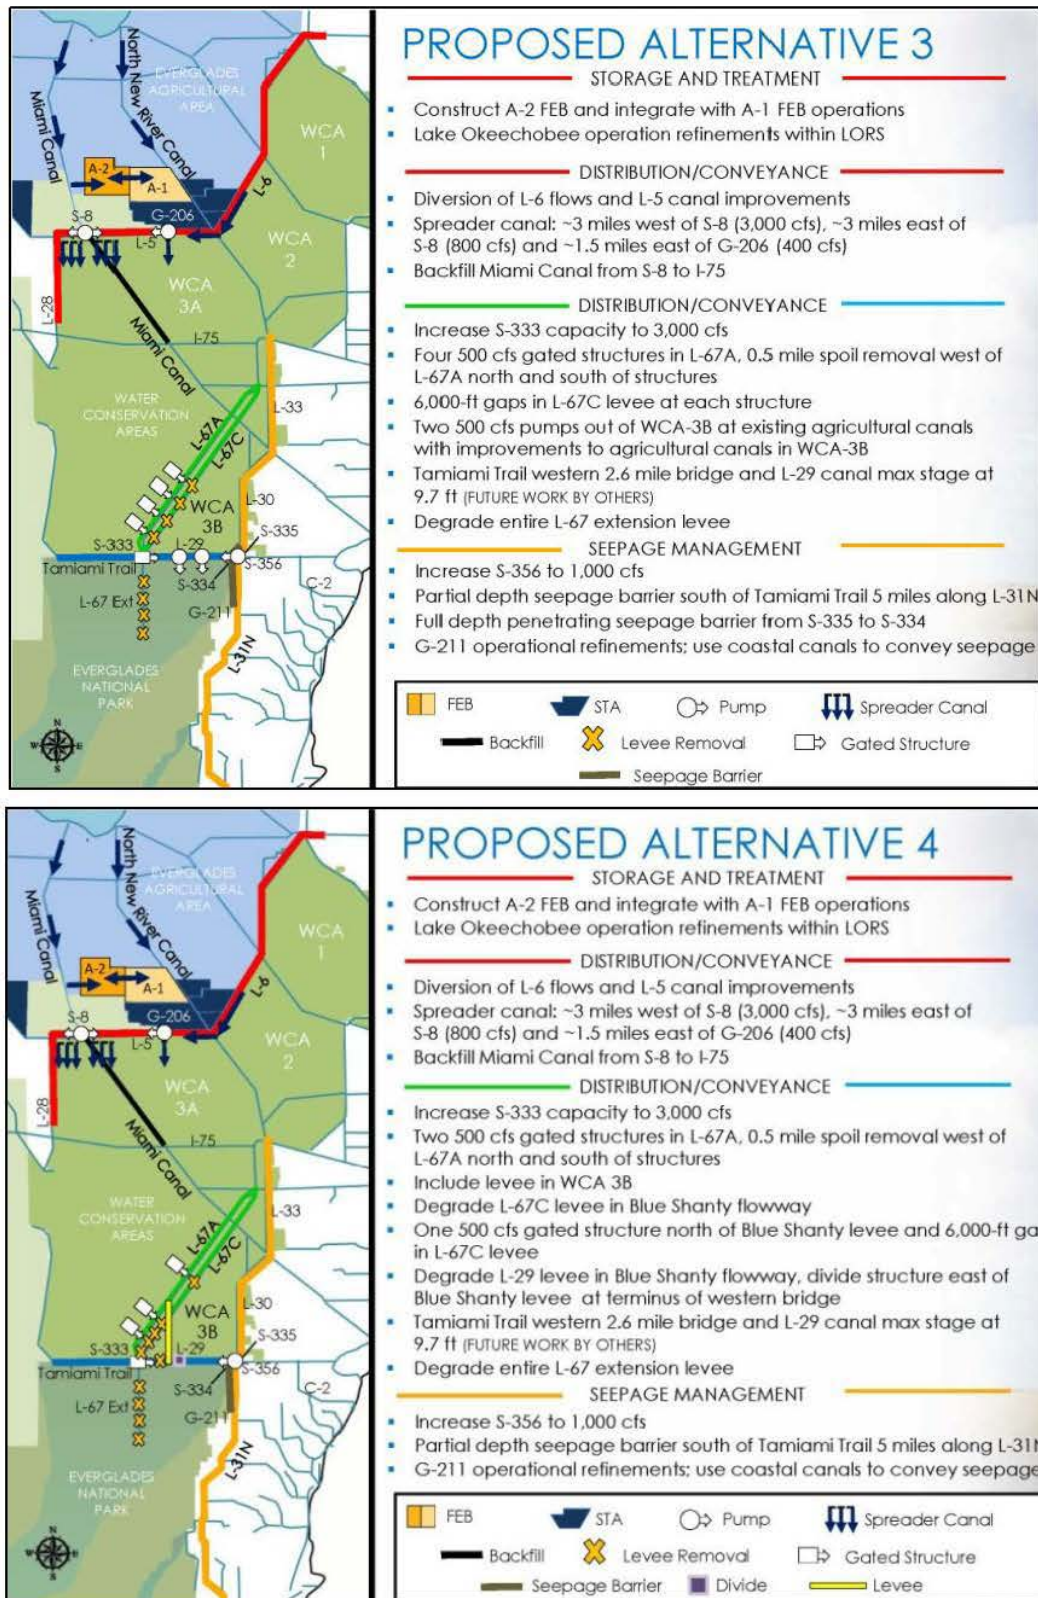 North New River Canal
EVERGLADES
AGRICULTURAL
AREA
Miami Canal
WCA
1
A-2
A-1
L-6
S-8
G-206
L-5
WCA
2
WCA
3A
L-28
I-75
Miami Canal
WATER
CONSERVATION
AREAS
L-33
L-67A
L-67C
L-30
WCA
3B
S-335
S-333
L-29
S-356
Tamiami Trail
S-334
C-2
L-67 Ext
G-211
L-31N
EVERGLADES
NATIONAL
PARK
N
W E
S
PROPOSED ALTERNATIVE 3
STORAGE AND TREATMENT
▪ Construct A-2 FEB and integrate with A-1 FEB operations
▪ Lake Okeechobee operation refinements within LORS
DISTRIBUTION/CONVEYANCE
▪ Diversion of L-6 flows and L-5 canal improvements
▪ Spreader canal: ~3 miles west of S-8 (3,000 cfs), ~3 miles east of
S-8 (800 cfs) and ~1.5 miles east of G-206 (400 cfs)
▪ Backfill Miami Canal from S-8 to I-75
DISTRIBUTION/CONVEYANCE
▪ Increase S-333 capacity to 3,000 cfs
▪ Four 500 cfs gated structures in L-67A, 0.5 mile spoil removal west of
L-67A north and south of structures
▪ 6,000-ft gaps in L-67C levee at each structure
▪ Two 500 cfs pumps out of WCA-3B at existing agricultural canals
with improvements to agricultural canals in WCA-3B
▪ Tamiami Trail western 2.6 mile bridge and L-29 canal max stage at
9.7 ft (FUTURE WORK BY OTHERS)
▪ Degrade entire L-67 extension levee
SEEPAGE MANAGEMENT
▪ Increase S-356 to 1,000 cfs
▪ Partial depth seepage barrier south of Tamiami Trail 5 miles along L-31N
▪ Full depth penetrating seepage barrier from S-335 to S-334
▪ G-211 operational refinements; use coastal canals to convey seepage
FEB STA Pump Spreader Canal
Backfill Levee Removal Gated Structure
Seepage Barrier
North New River Canal
EVERGLADES
AGRICULTURAL
AREA
Miami Canal
WCA
1
A-2
A-1
L-6
S-8
G-206
L-5
WCA
2
WCA
3A
L-28
I-75
Miami Canal
WATER
CONSERVATION
AREAS
L-33
L-67A
L-67C
L-30
WCA
3B
S-335
S-333
L-29
S-356
Tamiami Trail
S-334
C-2
L-67 Ext
G-211
L-31N
EVERGLADES
NATIONAL
PARK
N
W E
S
PROPOSED ALTERNATIVE 4
STORAGE AND TREATMENT
▪ Construct A-2 FEB and integrate with A-1 FEB operations
▪ Lake Okeechobee operation refinements within LORS
DISTRIBUTION/CONVEYANCE
▪ Diversion of L-6 flows and L-5 canal improvements
▪ Spreader canal: ~3 miles west of S-8 (3,000 cfs), ~3 miles east of
S-8 (800 cfs) and ~1.5 miles east of G-206 (400 cfs)
▪ Backfill Miami Canal from S-8 to I-75
DISTRIBUTION/CONVEYANCE
▪ Increase S-333 capacity to 3,000 cfs
▪ Two 500 cfs gated structures in L-67A, 0.5 mile spoil removal west of
L-67A north and south of structures
▪ Include levee in WCA 3B
▪ Degrade L-67C levee in Blue Shanty flowway
▪ One 500 cfs gated structure north of Blue Shanty levee and 6,000-ft ga
in L-67C levee
▪ Degrade L-29 levee in Blue Shanty flowway, divide structure east of
Blue Shanty levee at terminus of western bridge
▪ Tamiami Trail western 2.6 mile bridge and L-29 canal max stage at
9.7 ft (FUTURE WORK BY OTHERS)
▪ Degrade entire L-67 extension levee
SEEPAGE MANAGEMENT
▪ Increase S-356 to 1,000 cfs
▪ Partial depth seepage barrier south of Tamiami Trail 5 miles along L-31N
▪ G-211 operational refinements; use coastal canals to convey seepage
FEB STA Pump Spreader Canal
Backfill Levee Removal Gated Structure
Seepage Barrier Divide Levee